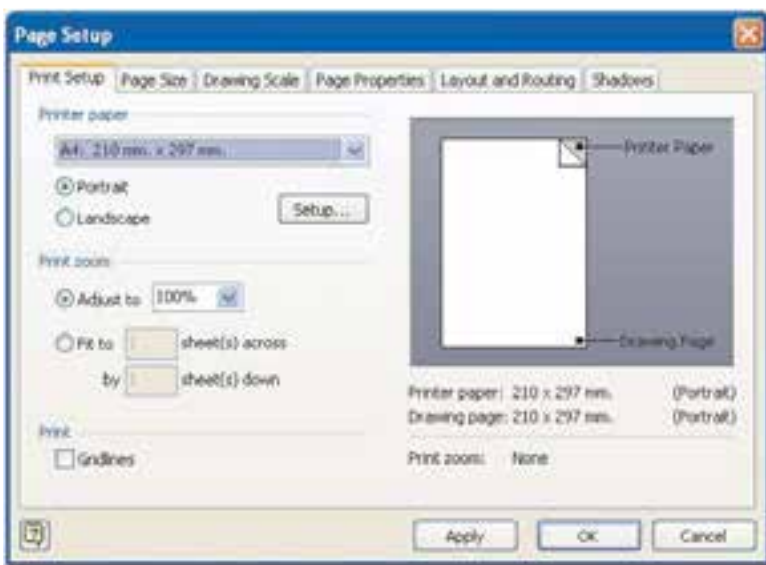 Page Setup
Print Setup Page Size Drawing Scale Page Properties Layout and Routing Shadows
Printer paper
A4: 210 mm. x 297 mm.
Portrait
Landscape
Setup...
Print zoom
Adjust to 100%
Fit to 1 sheet(s) across
by 1 sheet(s) down
Print
Gridlines
Printer Paper
Drawing Page
Printer paper: 210 x 297 mm. (Portrait)
Drawing page: 210 x 297 mm. (Portrait)
Print zoom: None
Apply OK Cancel